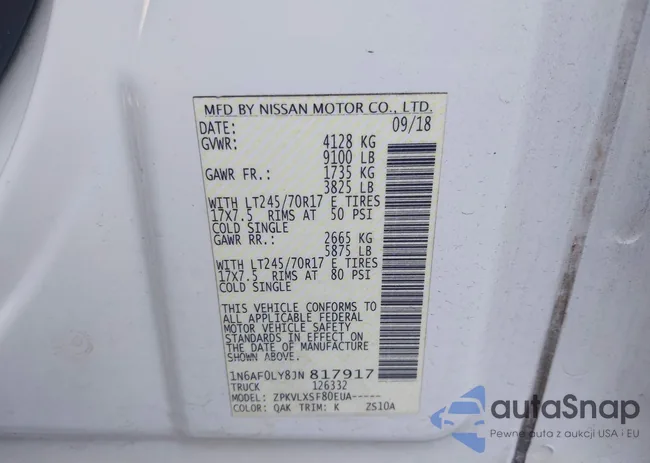 MFD BY NISSAN MOTOR CO., LTD.
DATE: 09/18
GVWR: 4128 KG
9100 LB
GAWR FR.: 1735 KG
3825 LB
WITH LT245/70R17 E TIRES
17X7.5 RIMS AT 50 PSI
COLD SINGLE
GAWR RR.: 2665 KG
5875 LB
WITH LT245/70R17 E TIRES
17X7.5 RIMS AT 80 PSI
COLD SINGLE
THIS VEHICLE CONFORMS TO
ALL APPLICABLE FEDERAL
MOTOR VEHICLE SAFETY
STANDARDS IN EFFECT ON
THE DATE OF MANUFACTURE
SHOWN ABOVE.
1N6AF0LY8JN 817917
TRUCK 126332
MODEL: ZPKVLXSF80EUA-----
COLOR: QAK TRIM: K ZS10A
autoSnap
Pewne auta z aukcji USA i EU